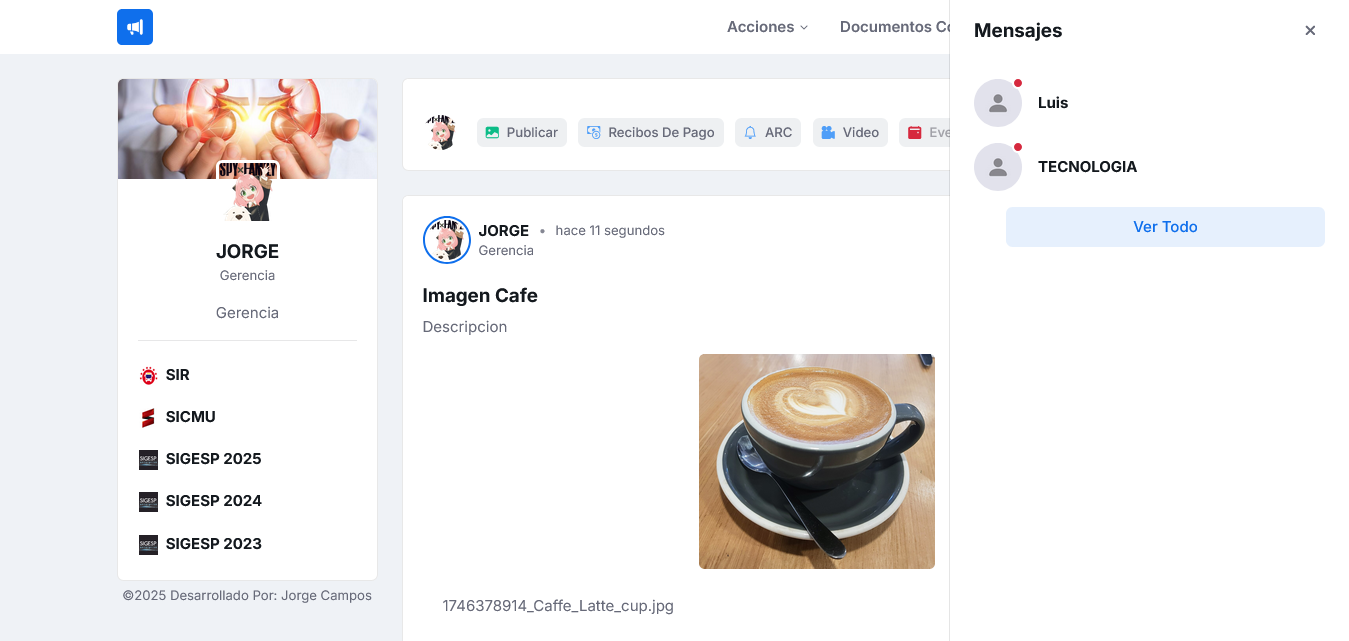 Acciones
Documentos Co
Mensajes
Luis
TECNOLOGIA
Ver Todo
JORGE
Gerencia
Gerencia
SIR
SICMU
SIGESP 2025
SIGESP 2024
SIGESP 2023
©2025 Desarrollado Por: Jorge Campos
Publicar
Recibos De Pago
ARC
Video
Eve
JORGE • hace 11 segundos
Gerencia
Imagen Cafe
Descripcion
1746378914_Caffe_Latte_cup.jpg